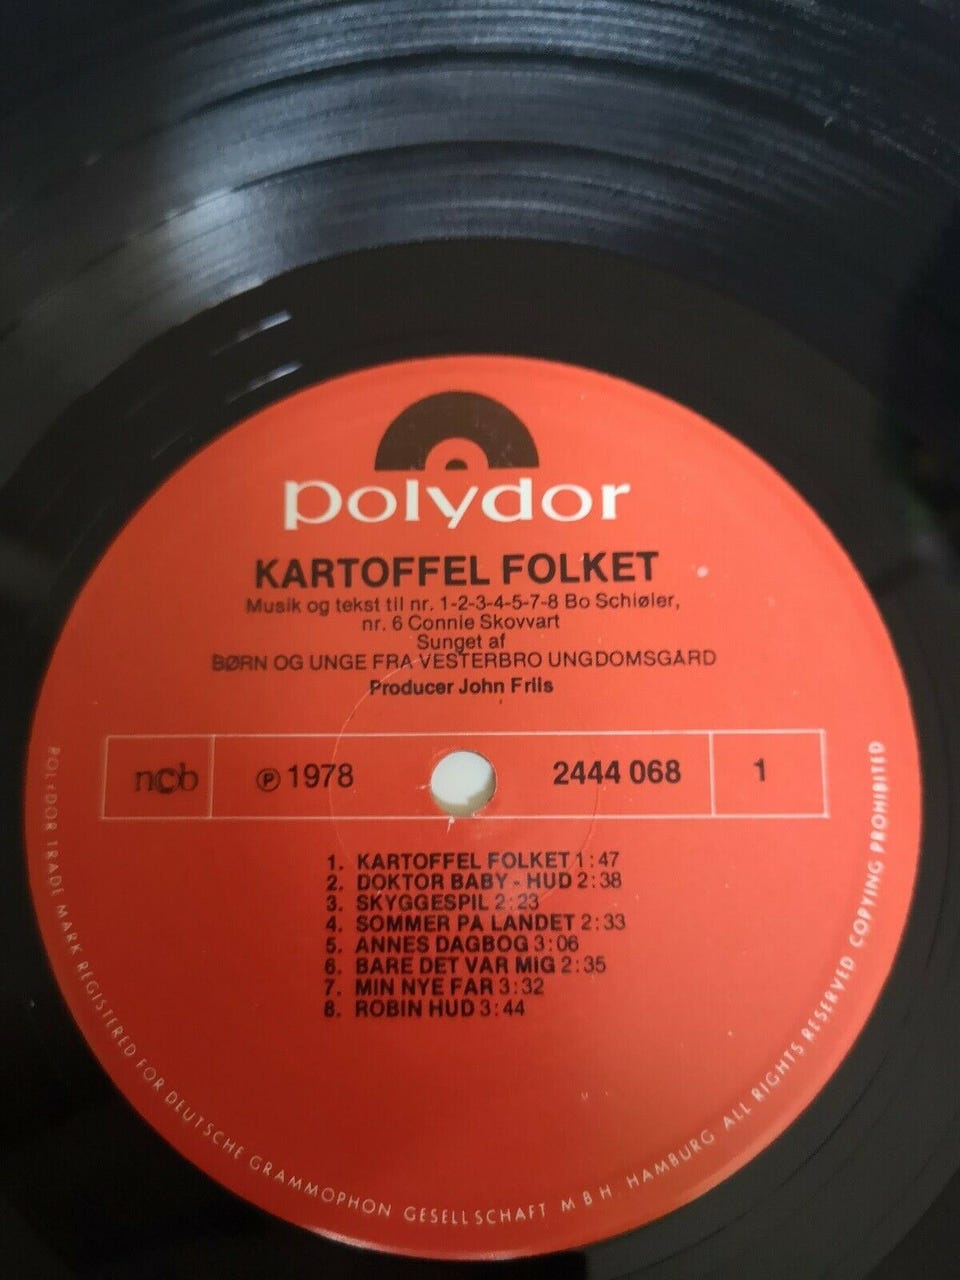 polydor
KARTOFFEL FOLKET
Musik og tekst til nr. 1-2-3-4-5-7-8 Bo Schiøler,
nr. 6 Connie Skovvart
Sunget af
BØRN OG UNGE FRA VESTERBRO UNGDOMSGARD
Producer John Friis
ncb
℗ 1978
2444 068
1
1. KARTOFFEL FOLKET 1:47
2. DOKTOR BABY - HUD 2:38
3. SKYGGESPIL 2:23
4. SOMMER PA LANDET 2:33
5. ANNES DAGBOG 3:06
6. BARE DET VAR MIG 2:35
7. MIN NYE FAR 3:32
8. ROBIN HUD 3:44
POLYDOR TRADE MARK REGISTERED FOR DEUTSCHE GRAMMOPHON GESELLSCHAFT M B H. HAMBURG ALL RIGHTS RESERVED COPYING PROHIBITED